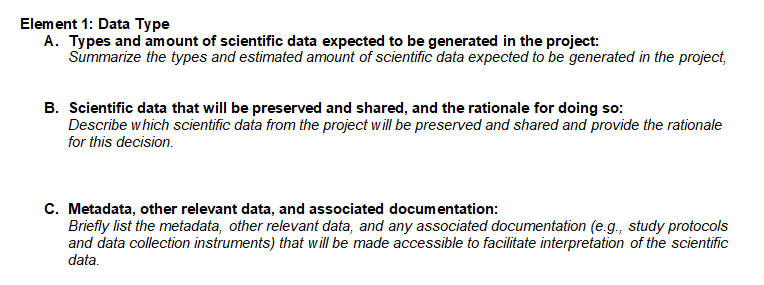 Element 1: Data Type
A. Types and amount of scientific data expected to be generated in the project:
Summarize the types and estimated amount of scientific data expected to be generated in the project,
B. Scientific data that will be preserved and shared, and the rationale for doing so:
Describe which scientific data from the project will be preserved and shared and provide the rationale
for this decision.
C. Metadata, other relevant data, and associated documentation:
Briefly list the metadata, other relevant data, and any associated documentation (e.g., study protocols
and data collection instruments) that will be made accessible to facilitate interpretation of the scientific
data.